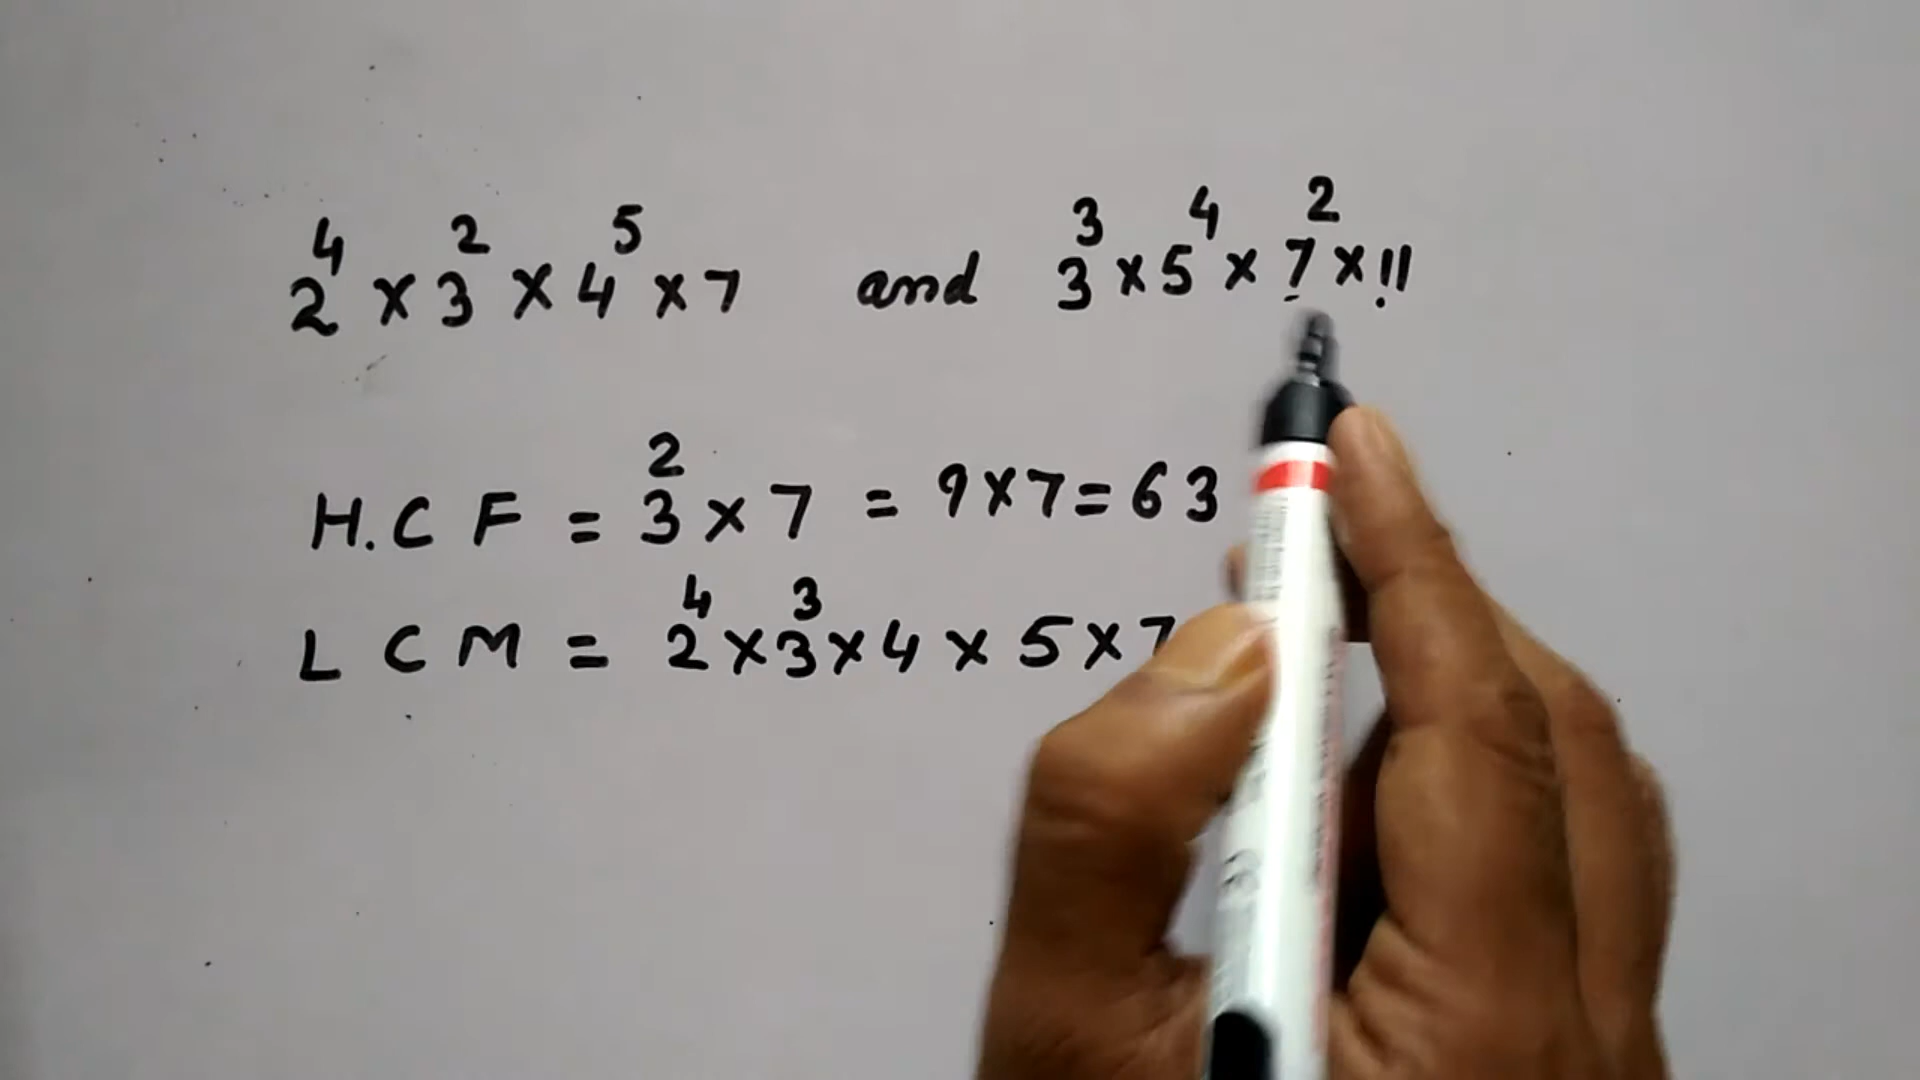 2⁴ × 3² × 4⁵ × 7 and 3³ × 5⁴ × 7² × 11
H.C F = 3² × 7 = 9 × 7 = 63
L C M = 2⁴ × 3³ × 4 × 5 × 7